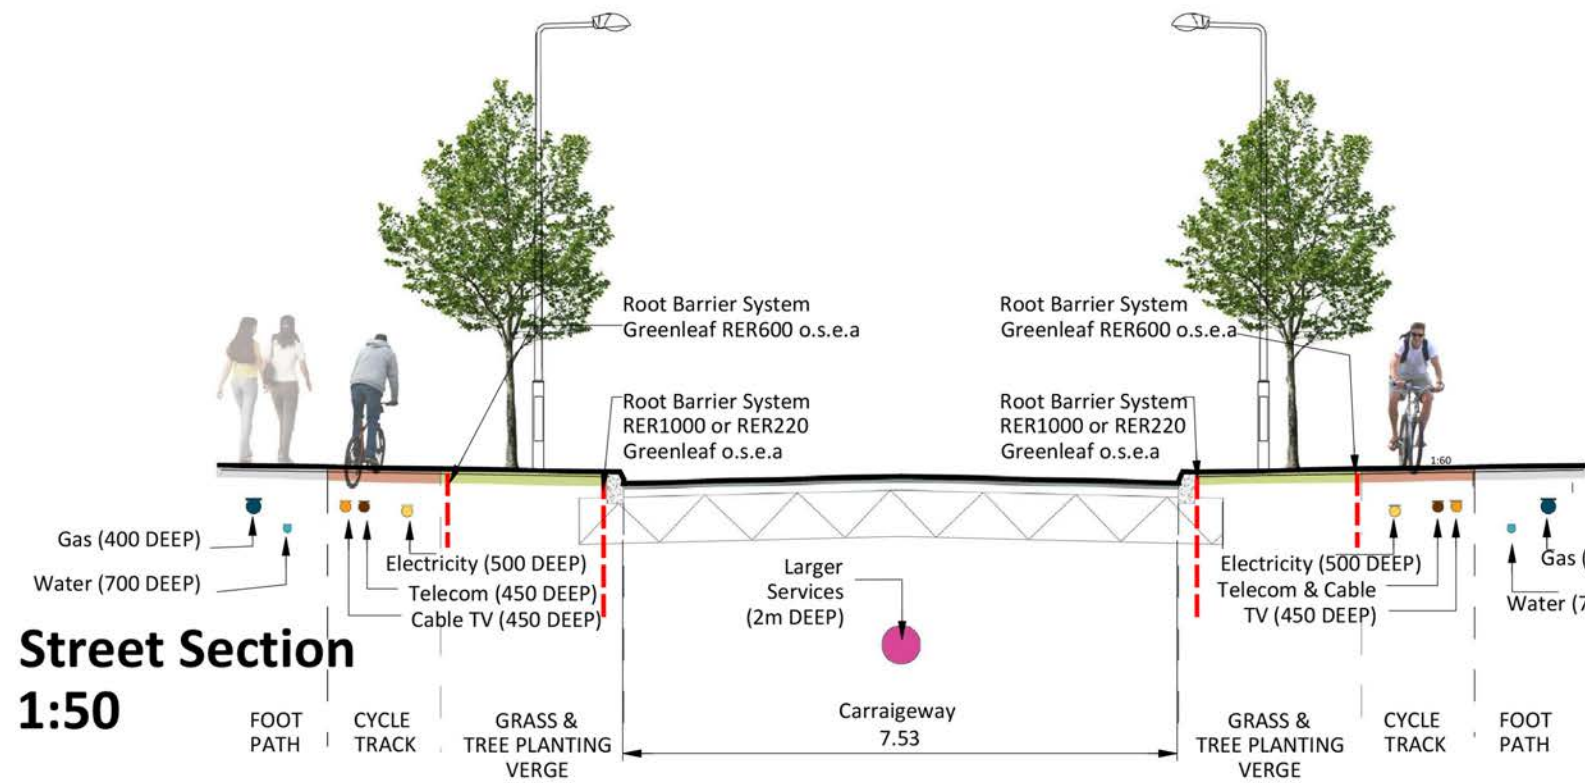 Root Barrier System
Greenleaf RER600 o.s.e.a
Root Barrier System
Greenleaf RER600 o.s.e.a
Root Barrier System
RER1000 or RER220
Greenleaf o.s.e.a
Root Barrier System
RER1000 or RER220
Greenleaf o.s.e.a
1:60
Gas (400 DEEP)
Water (700 DEEP)
Electricity (500 DEEP)
Telecom (450 DEEP)
Cable TV (450 DEEP)
Larger
Services
(2m DEEP)
Electricity (500 DEEP)
Telecom & Cable
TV (450 DEEP)
Gas (
Water (7
Street Section
1:50
FOOT
PATH
CYCLE
TRACK
GRASS &
TREE PLANTING
VERGE
Carraigeway
7.53
GRASS &
TREE PLANTING
VERGE
CYCLE
TRACK
FOOT
PATH